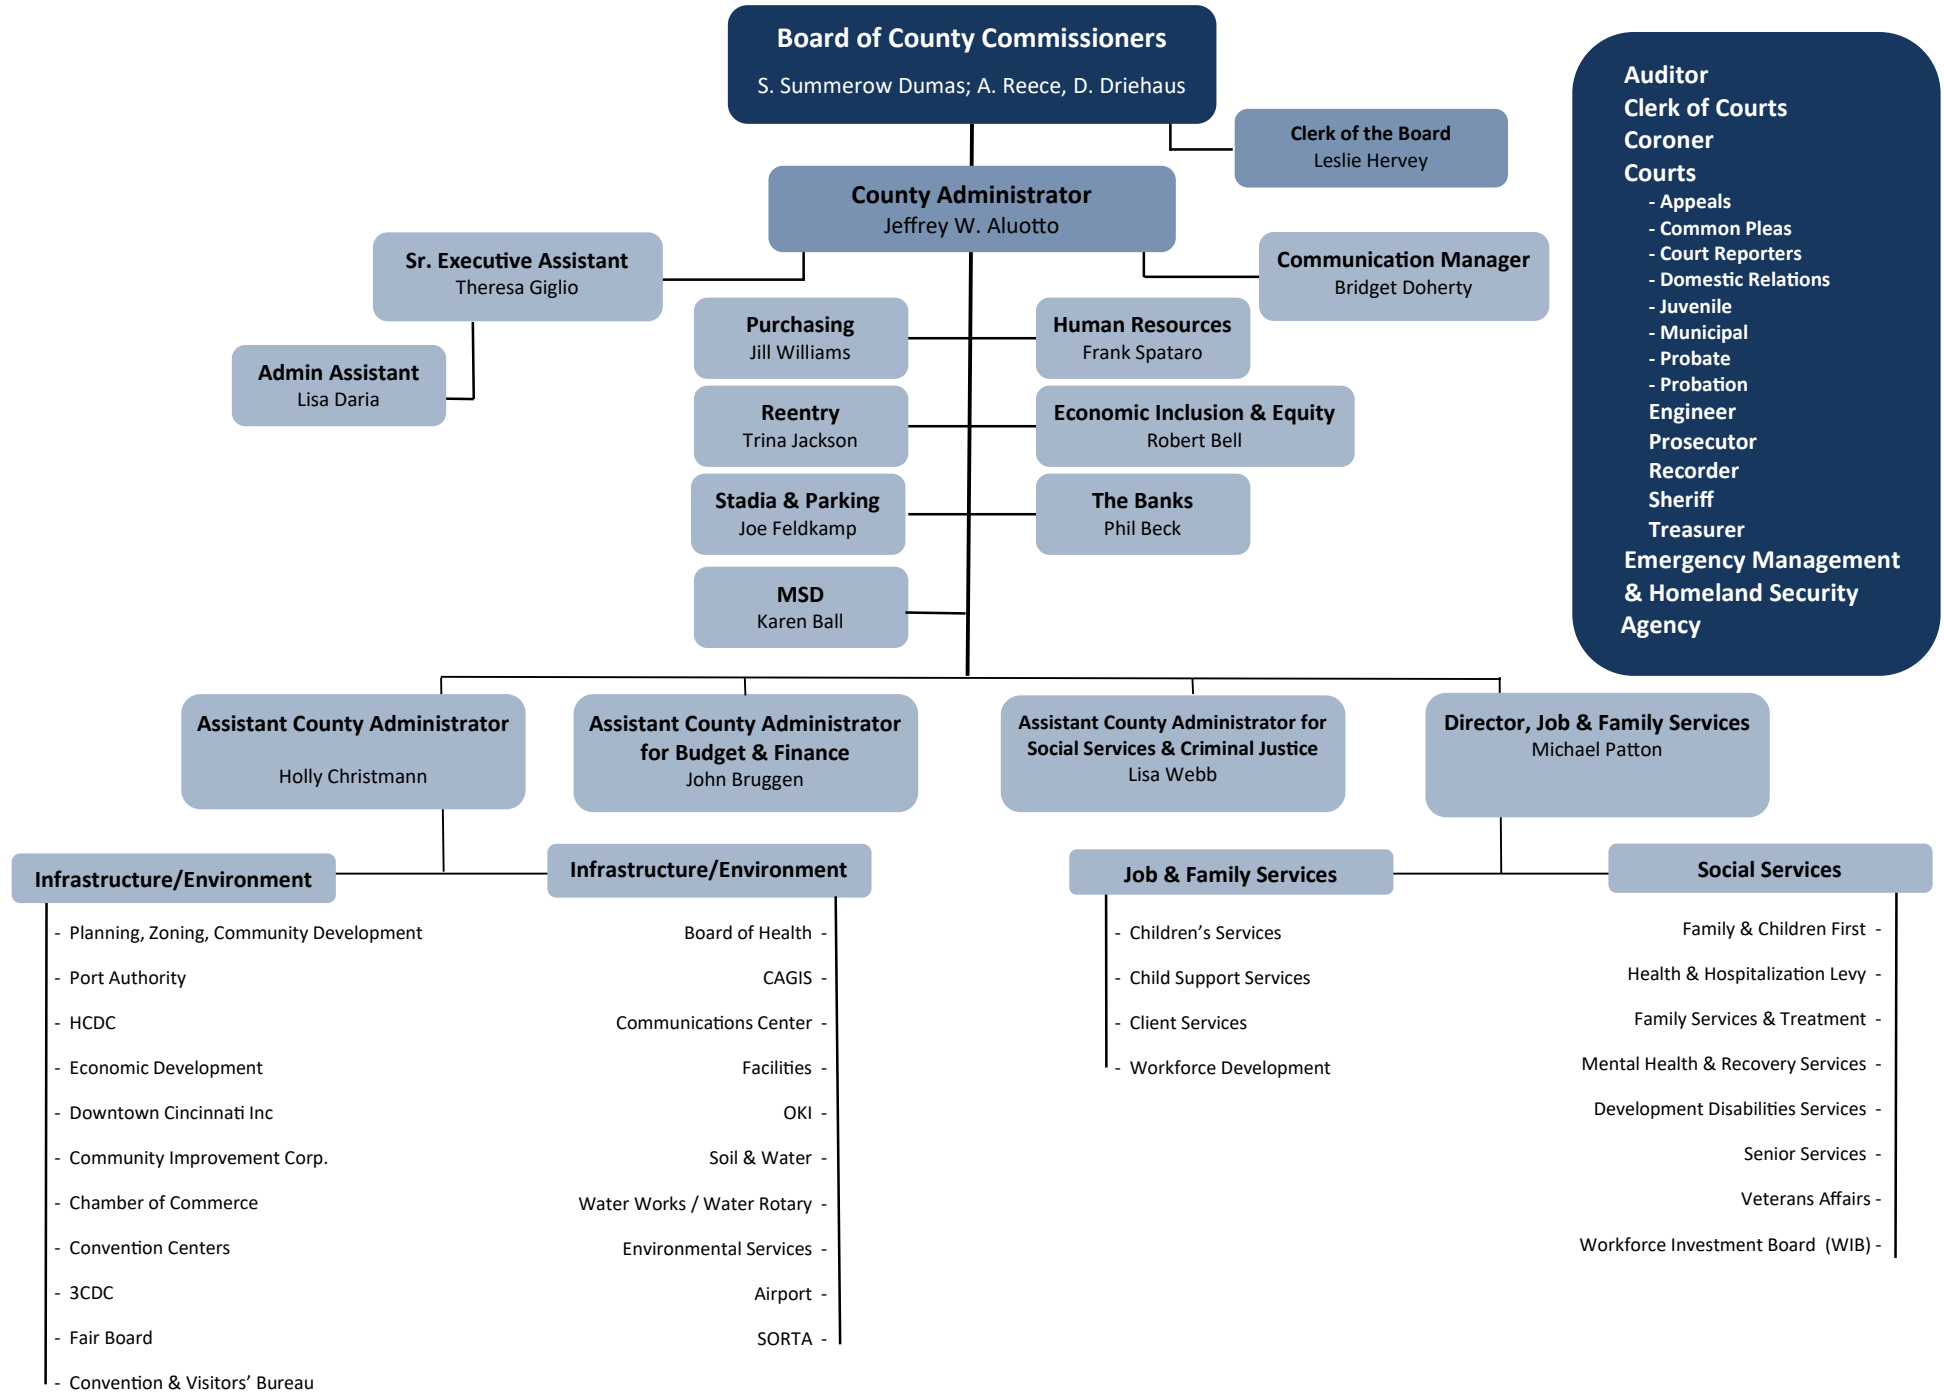 Board of County Commissioners
S. Summerow Dumas; A. Reece, D. Driehaus
Clerk of the Board
Leslie Hervey
County Administrator
Jeffrey W. Aluotto
Sr. Executive Assistant
Theresa Giglio
Communication Manager
Bridget Doherty
Admin Assistant
Lisa Daria
Purchasing
Jill Williams
Human Resources
Frank Spataro
Reentry
Trina Jackson
Economic Inclusion & Equity
Robert Bell
Stadia & Parking
Joe Feldkamp
The Banks
Phil Beck
MSD
Karen Ball
Auditor
Clerk of Courts
Coroner
Courts
- Appeals
- Common Pleas
- Court Reporters
- Domestic Relations
- Juvenile
- Municipal
- Probate
- Probation
Engineer
Prosecutor
Recorder
Sheriff
Treasurer
Emergency Management
& Homeland Security
Agency
Assistant County Administrator
Holly Christmann
Assistant County Administrator
for Budget & Finance
John Bruggen
Assistant County Administrator for
Social Services & Criminal Justice
Lisa Webb
Director, Job & Family Services
Michael Patton
Infrastructure/Environment
- Planning, Zoning, Community Development
- Port Authority
- HCDC
- Economic Development
- Downtown Cincinnati Inc
- Community Improvement Corp.
- Chamber of Commerce
- Convention Centers
- 3CDC
- Fair Board
- Convention & Visitors’ Bureau
Infrastructure/Environment
Board of Health -
CAGIS -
Communications Center -
Facilities -
OKI -
Soil & Water -
Water Works / Water Rotary -
Environmental Services -
Airport -
SORTA -
Job & Family Services
- Children’s Services
- Child Support Services
- Client Services
- Workforce Development
Social Services
Family & Children First -
Health & Hospitalization Levy -
Family Services & Treatment -
Mental Health & Recovery Services -
Development Disabilities Services -
Senior Services -
Veterans Affairs -
Workforce Investment Board (WIB) -